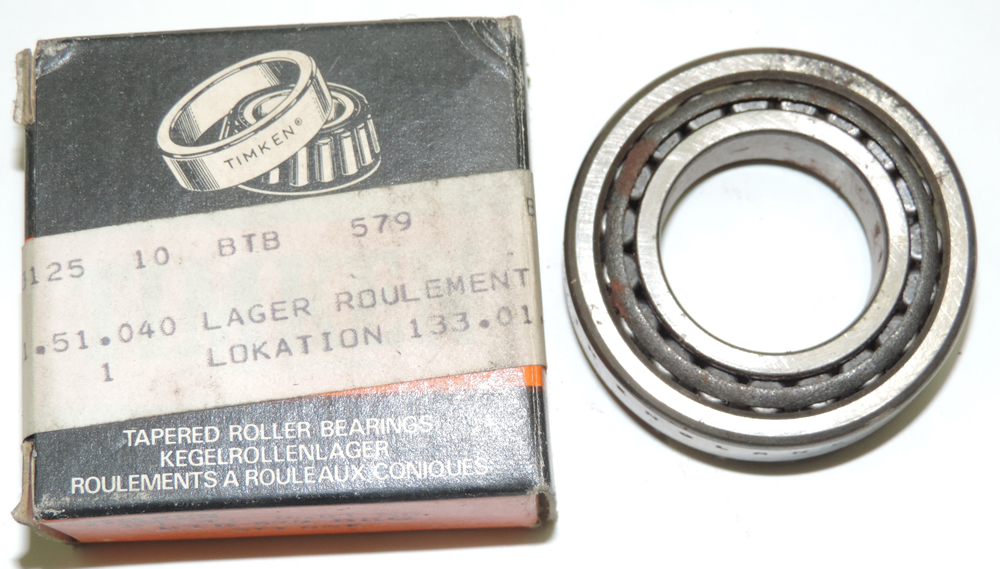 TIMKEN®
125 10 BTB 579
.51.040 LAGER ROULEMENT
1 LOKATION 133.01
TAPERED ROLLER BEARINGS
KEGELROLLENLAGER
ROULEMENTS A ROULEAUX CONIQUES